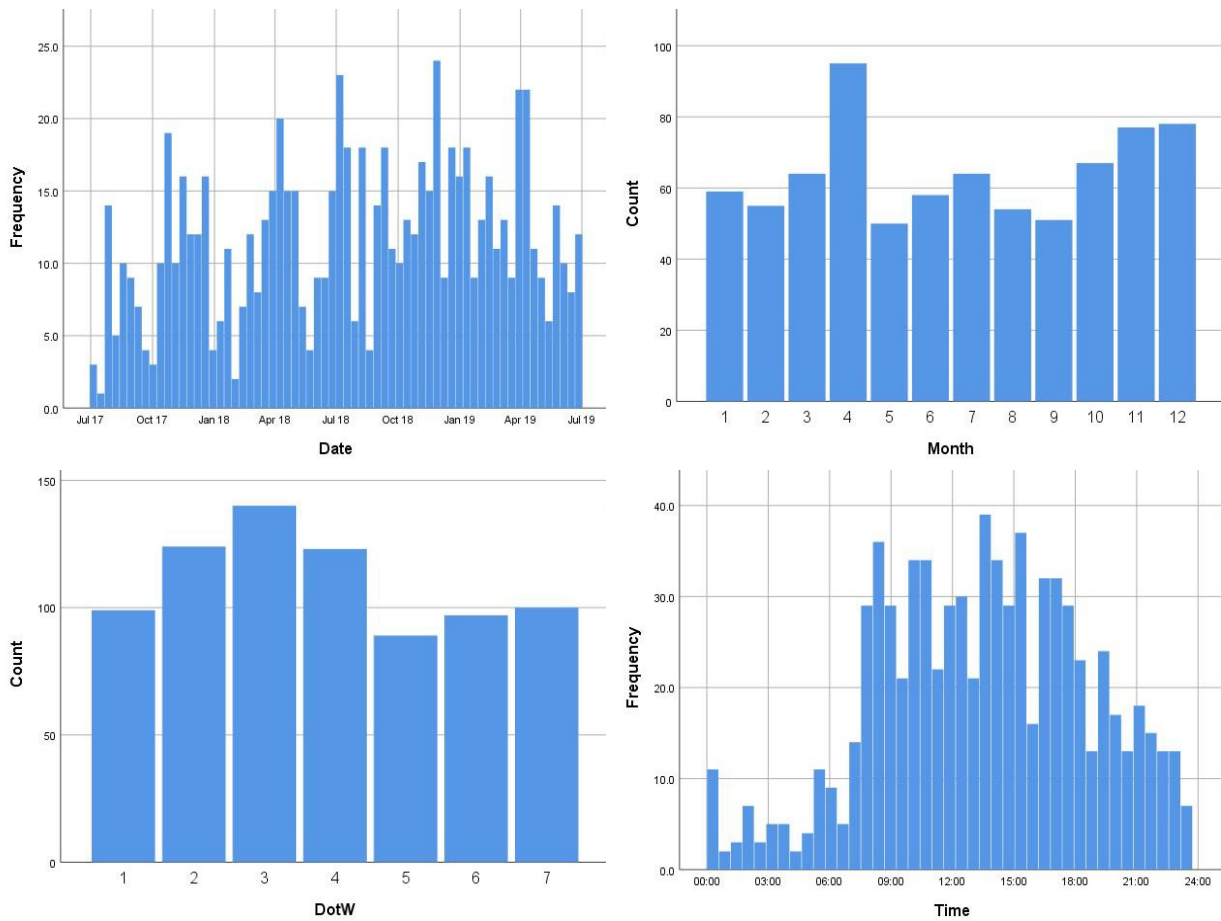 25.0
20.0
15.0
10.0
5.0
0.0
Frequency
Jul 17 Oct 17 Jan 18 Apr 18 Jul 18 Oct 18 Jan 19 Apr 19 Jul 19
Date
100
80
60
40
20
0
Count
1 2 3 4 5 6 7 8 9 10 11 12
Month
150
100
50
0
Count
1 2 3 4 5 6 7
DotW
40.0
30.0
20.0
10.0
0.0
Frequency
00:00 03:00 06:00 09:00 12:00 15:00 18:00 21:00 24:00
Time